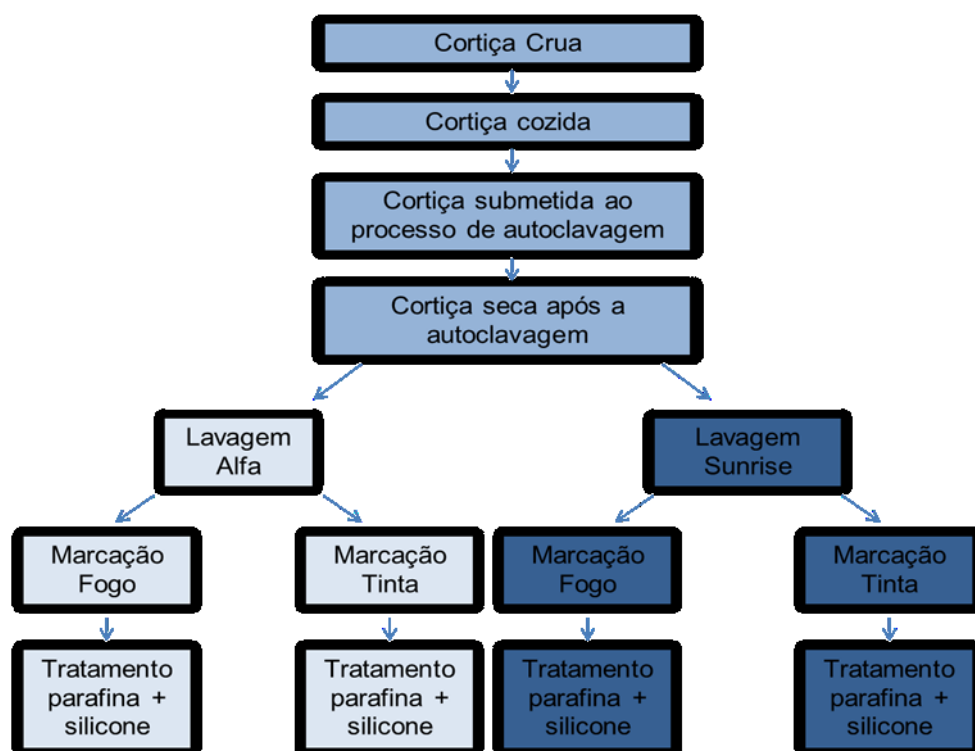 Cortiça Crua
Cortiça cozida
Cortiça submetida ao
processo de autoclavagem
Cortiça seca após a
autoclavagem
Lavagem
Alfa
Lavagem
Sunrise
Marcação
Fogo
Marcação
Tinta
Marcação
Fogo
Marcação
Tinta
Tratamento
parafina +
silicone
Tratamento
parafina +
silicone
Tratamento
parafina +
silicone
Tratamento
parafina +
silicone